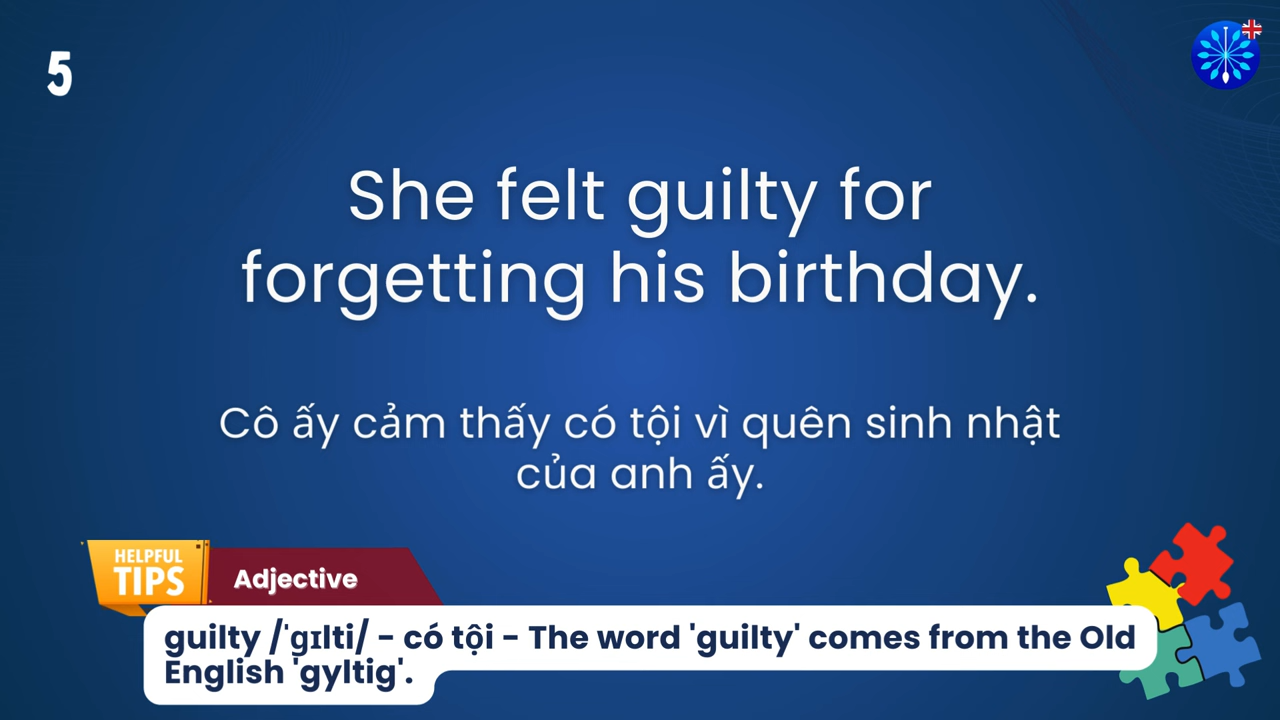 5
She felt guilty for
forgetting his birthday.
Cô ấy cảm thấy có tội vì quên sinh nhật
của anh ấy.
HELPFUL
TIPS
Adjective
guilty /ˈɡɪlti/ - có tội - The word 'guilty' comes from the Old
English 'gyltig'.